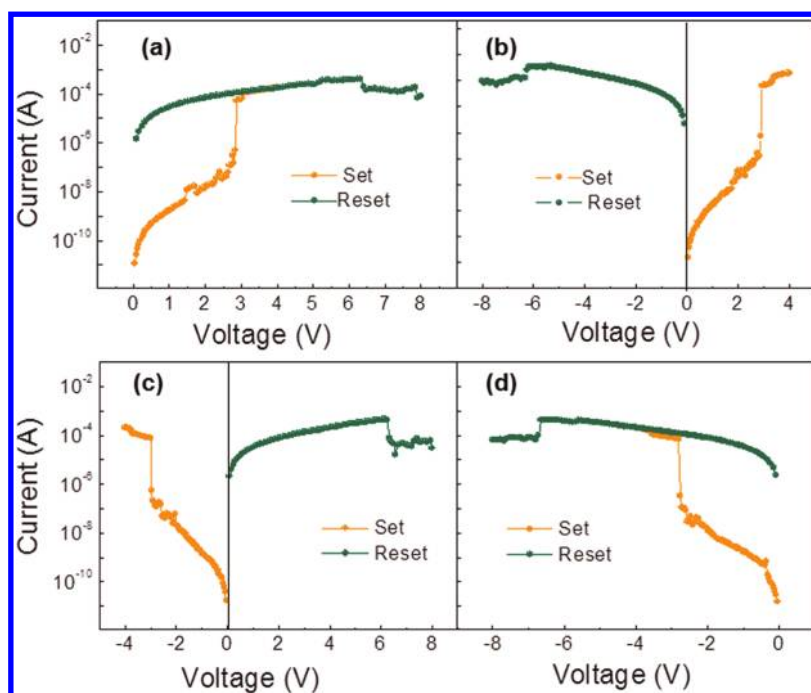 (a)
(b)
Current (A)
10⁻²
10⁻⁴
10⁻⁶
10⁻⁸
10⁻¹⁰
Set
Reset
Set
Reset
0 1 2 3 4 5 6 7 8
-8 -6 -4 -2 0 2 4
Voltage (V)
Voltage (V)
(c)
(d)
Current (A)
10⁻²
10⁻⁴
10⁻⁶
10⁻⁸
10⁻¹⁰
Set
Reset
Set
Reset
-4 -2 0 2 4 6 8
-8 -6 -4 -2 0
Voltage (V)
Voltage (V)